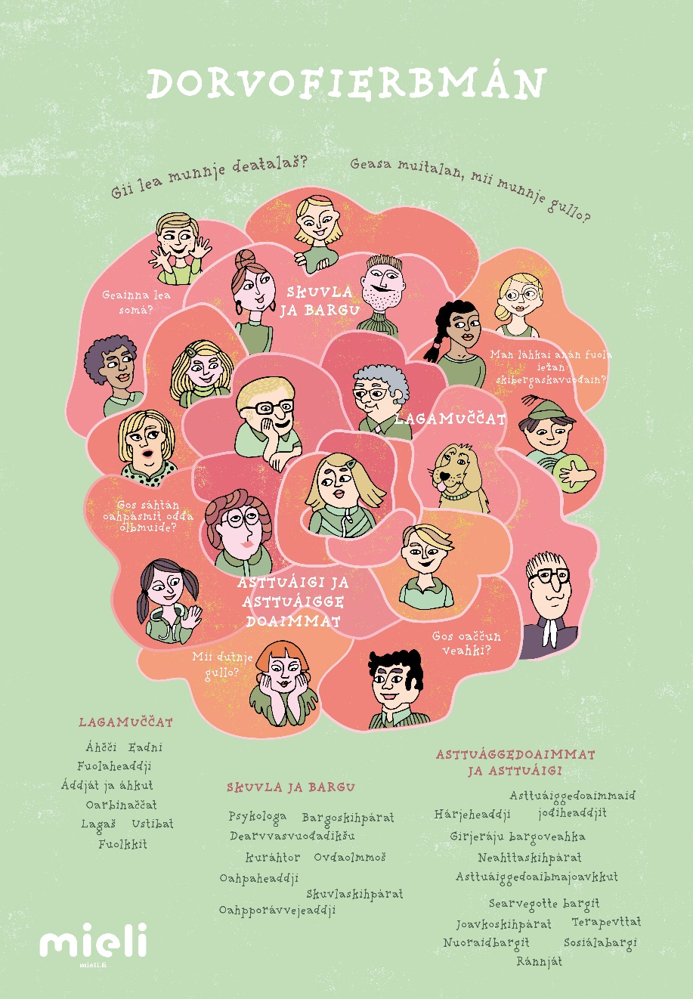 DORVOFIERBMÁN
Gii lea munnje deaŧalaš?
Geasa muitalan, mii munnje gullo?
Geainna lea
somá?
SKUVLA
JA BARGU
Man láhkai anán fuola
iežan
skibergaskavuođain?
LAGAMUČČAT
Gos sáhtán
oahpásmit ođđa
olbmuide?
ASTTUÁIGI JA
ASTTUÁIGGE
DOAIMMAT
Gos oaččun
veahki?
Mii dutnje
gullo?
LAGAMUČČAT
Áhčči Eadni
Fuolaheaddji
Áddját ja áhkut
Oarbinaččat
Lagaš Ustibat
Fuolkkit
SKUVLA JA BARGU
Psykologa Bargoskihpárat
Dearvvasvuođadikšu
Kuráhtor Ovdaolmmoš
Oahpaheaddji
Skuvlaskihpárat
Oahpporávvejeaddji
ASTTUÁGGEDOAIMMAT
JA ASTTUÁIGI
Asttuáiggedoaimmaid
Hárjeheaddji jođiheaddjit
Girjeráju bargoveahka
Neahttaskihpárat
Asttuáiggedoaibmajoavkkut
Searvegotte bargit
Joavkoskihpárat Terapevttat
Nuoraidbargit Sosiálabargi
Ránnját
mieli
mieli.fi